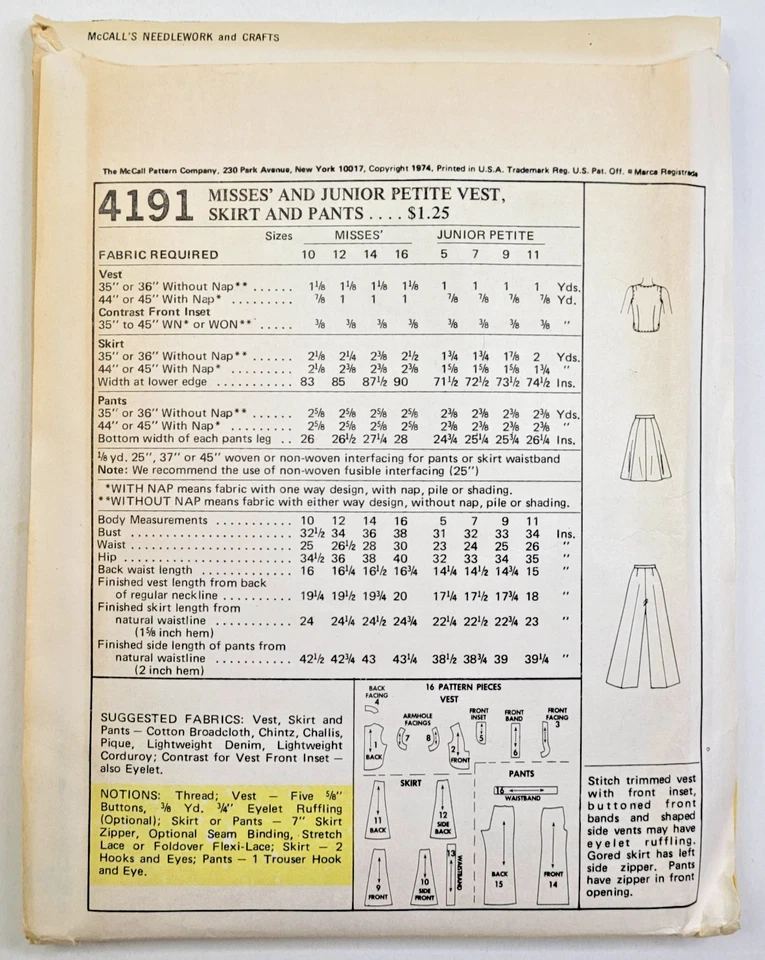 McCALL'S NEEDLEWORK and CRAFTS
The McCall Pattern Company, 230 Park Avenue, New York 10017, Copyright 1974, Printed in U.S.A. Trademark Reg. U.S. Pat. Off. ® Marca Registrada
4191 MISSES' AND JUNIOR PETITE VEST,
SKIRT AND PANTS .... $1.25
Sizes MISSES' JUNIOR PETITE
FABRIC REQUIRED 10 12 14 16 5 7 9 11
Vest
35" or 36" Without Nap** ...... 1⅛ 1⅛ 1⅛ 1⅛ 1 1 1 1 Yds.
44" or 45" With Nap* ......... ⅞ 1 1 1 ⅞ ⅞ ⅞ ⅞ Yd.
Contrast Front Inset
35" to 45" WN* or WON** ..... ⅜ ⅜ ⅜ ⅜ ⅜ ⅜ ⅜ ⅜ "
Skirt
35" or 36" Without Nap** ...... 2⅛ 2¼ 2⅜ 2½ 1¾ 1¾ 1⅞ 2 Yds.
44" or 45" With Nap* ......... 2⅛ 2⅜ 2⅜ 2⅜ 1⅝ 1⅝ 1⅝ 1¾ "
Width at lower edge ........... 83 85 87½ 90 71½ 72½ 73½ 74½ Ins.
Pants
35" or 36" Without Nap** ...... 2⅝ 2⅝ 2⅝ 2⅝ 2⅜ 2⅜ 2⅜ 2⅜ Yds.
44" or 45" With Nap* ......... 2⅝ 2⅝ 2⅝ 2⅝ 2⅜ 2⅜ 2⅜ 2⅜ "
Bottom width of each pants leg .. 26 26½ 27¼ 28 24¾ 25¼ 25¾ 26¼ Ins.
⅛ yd. 25", 37" or 45" woven or non-woven interfacing for pants or skirt waistband
Note: We recommend the use of non-woven fusible interfacing (25")
*WITH NAP means fabric with one way design, with nap, pile or shading.
**WITHOUT NAP means fabric with either way design, without nap, pile or shading.
Body Measurements ........... 10 12 14 16 5 7 9 11
Bust ..................... 32½ 34 36 38 31 32 33 34 Ins.
Waist ..................... 25 26½ 28 30 23 24 25 26 "
Hip ...................... 34½ 36 38 40 32 33 34 35 "
Back waist length ............. 16 16¼ 16½ 16¾ 14¼ 14½ 14¾ 15 "
Finished vest length from back
of regular neckline .......... 19¼ 19½ 19¾ 20 17¼ 17½ 17¾ 18 "
Finished skirt length from
natural waistline ........... 24 24¼ 24½ 24¾ 22¼ 22½ 22¾ 23 "
(1⅝ inch hem)
Finished side length of pants from
natural waistline ........... 42½ 42¾ 43 43¼ 38½ 38¾ 39 39¼ "
(2 inch hem)
SUGGESTED FABRICS: Vest, Skirt and
Pants — Cotton Broadcloth, Chintz, Challis,
Pique, Lightweight Denim, Lightweight
Corduroy; Contrast for Vest Front Inset —
also Eyelet.
NOTIONS: Thread; Vest — Five ⅝"
Buttons, ⅜ Yd. ¾" Eyelet Ruffling
(Optional); Skirt or Pants — 7" Skirt
Zipper, Optional Seam Binding, Stretch
Lace or Foldover Flexi-Lace; Skirt — 2
Hooks and Eyes; Pants — 1 Trouser Hook
and Eye.
16 PATTERN PIECES
VEST
BACK
FACING
4
ARMHOLE
FACINGS
7
8
FRONT
INSET
5
FRONT
BAND
6
FRONT
FACING
3
1
BACK
2
FRONT
SKIRT
11
BACK
12
SIDE
BACK
9
FRONT
10
SIDE
FRONT
13
WAISTBAND
PANTS
16
WAISTBAND
BACK
15
FRONT
14
Stitch trimmed vest
with front inset,
buttoned front
bands and shaped
side vents may have
eyelet ruffling.
Gored skirt has left
side zipper. Pants
have zipper in front
opening.